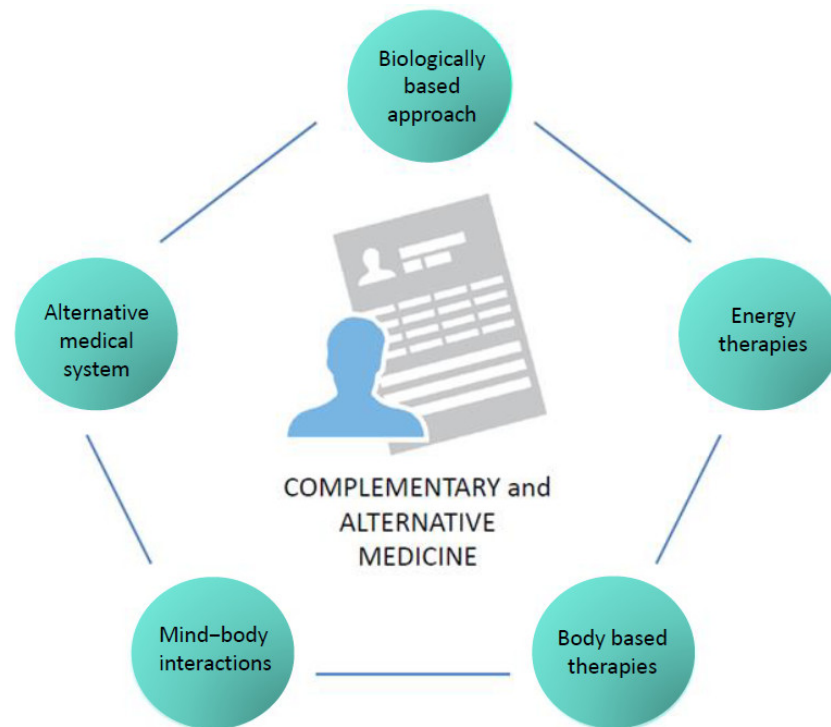 Biologically
based
approach
Alternative
medical
system
Energy
therapies
COMPLEMENTARY and
ALTERNATIVE
MEDICINE
Mind–body
interactions
Body based
therapies